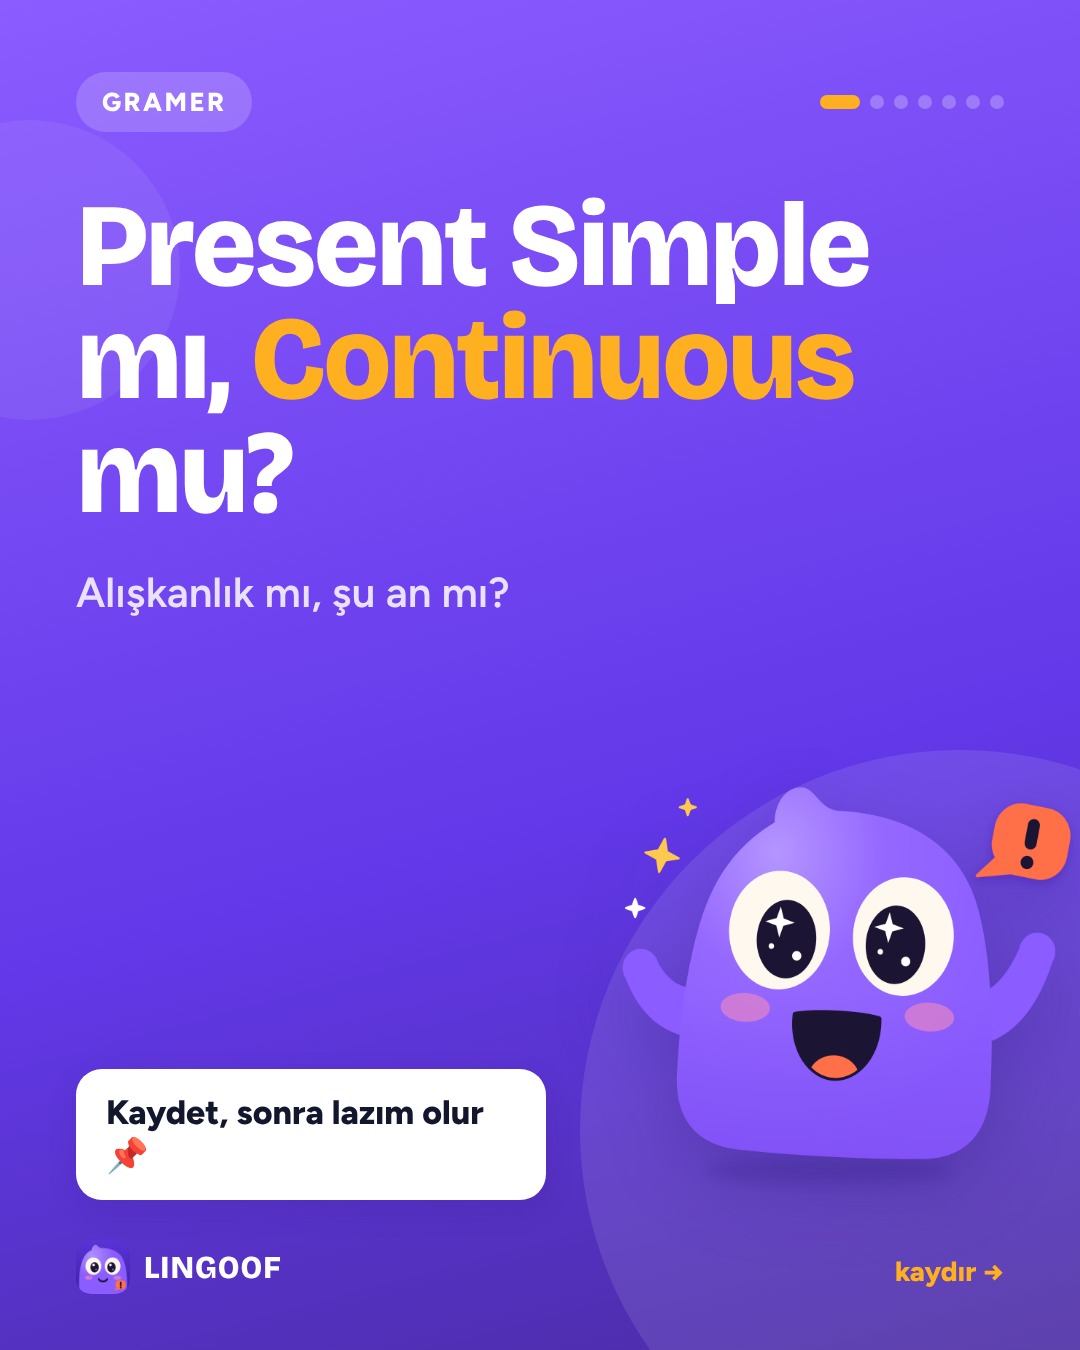 GRAMER
Present Simple
mı, Continuous
mu?
Alışkanlık mı, şu an mı?
!
Kaydet, sonra lazım olur
📌
LINGOOF
kaydır →